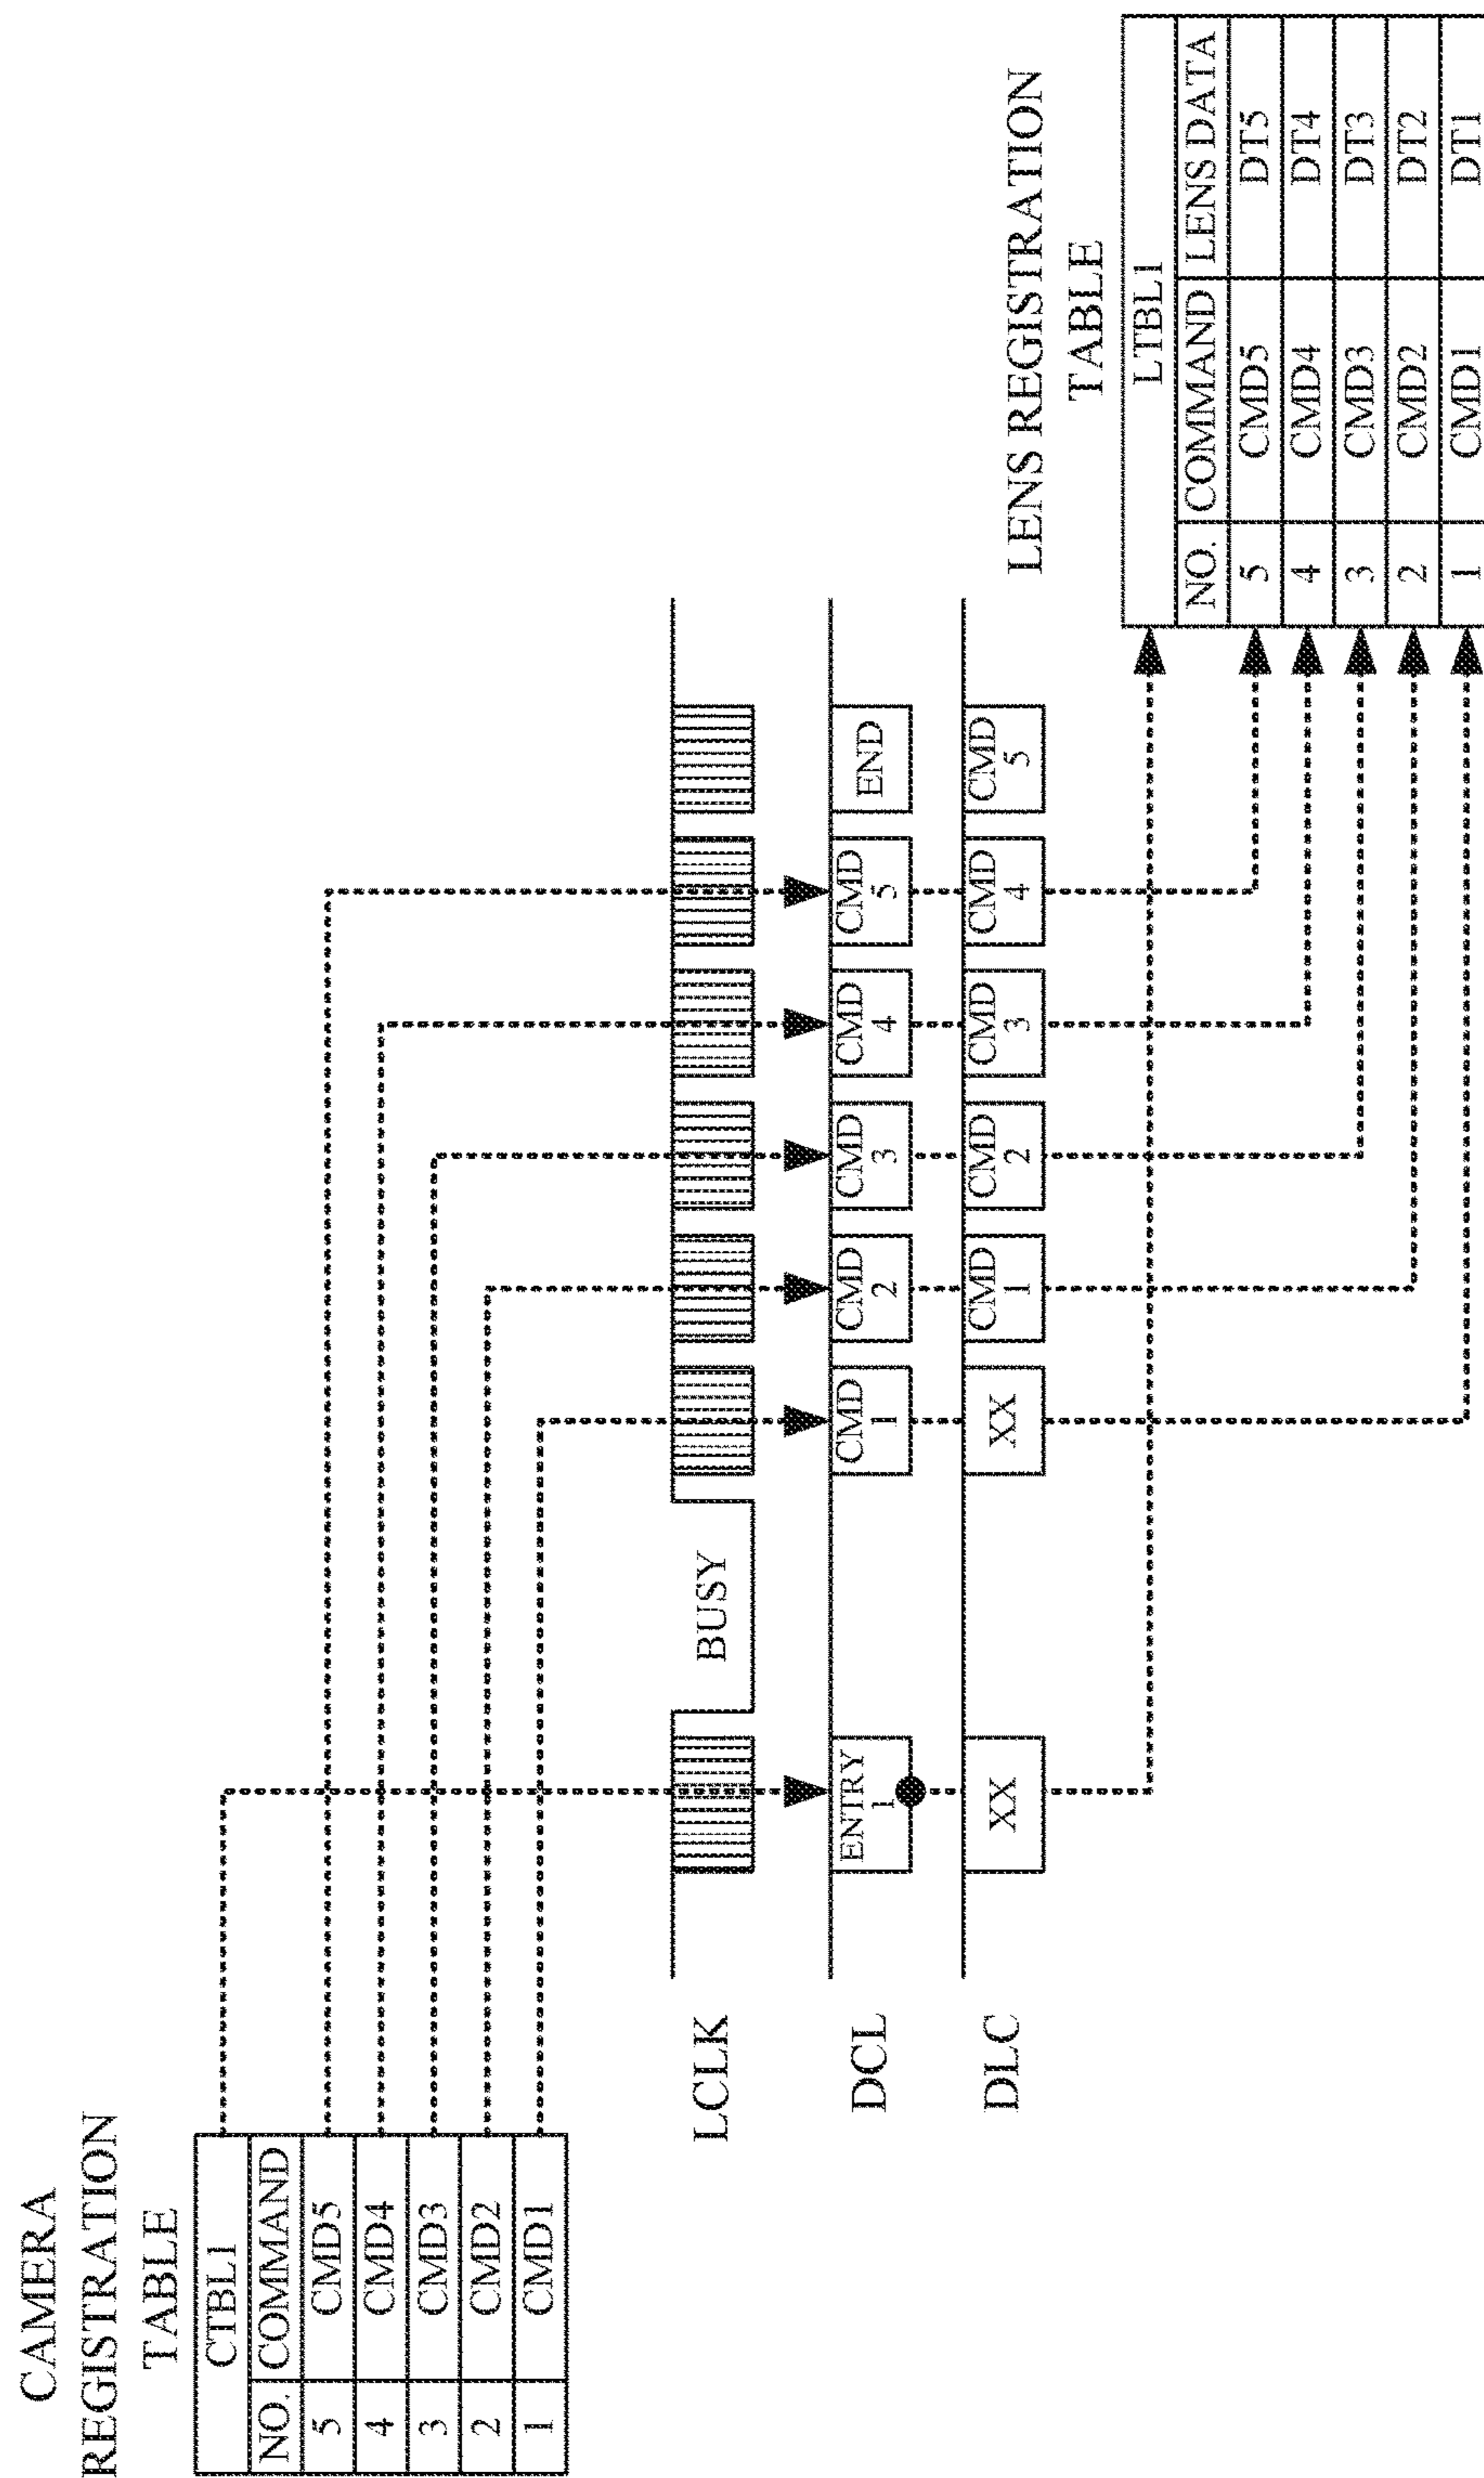 CAMERA
REGISTRATION
TABLE
CTBL1
NO. COMMAND
5 CMD5
4 CMD4
3 CMD3
2 CMD2
1 CMD1
LCLK
BUSY
DCL
ENTRY
1
CMD
1
CMD
2
CMD
3
CMD
4
CMD
5
END
DLC
XX
XX
CMD
1
CMD
2
CMD
3
CMD
4
CMD
5
LENS REGISTRATION
TABLE
LTBL1
NO. COMMAND LENS DATA
5 CMD5 DT5
4 CMD4 DT4
3 CMD3 DT3
2 CMD2 DT2
1 CMD1 DT1